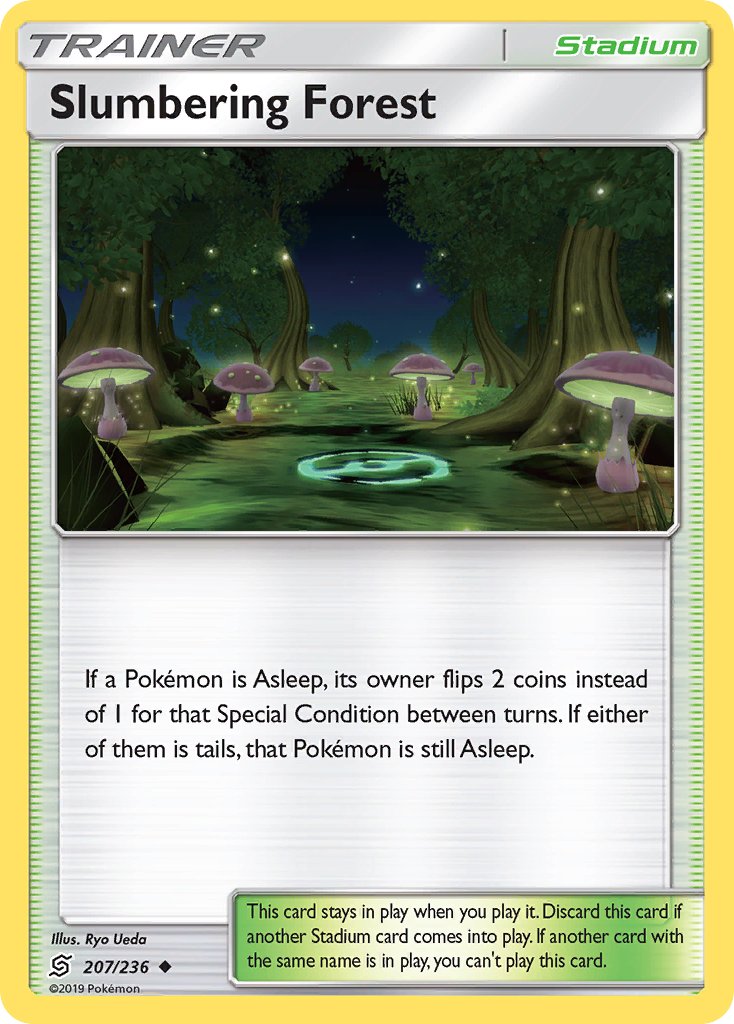 TRAINER
Stadium
Slumbering Forest
If a Pokémon is Asleep, its owner flips 2 coins instead
of 1 for that Special Condition between turns. If either
of them is tails, that Pokémon is still Asleep.
This card stays in play when you play it. Discard this card if
another Stadium card comes into play. If another card with
the same name is in play, you can't play this card.
Illus. Ryo Ueda
207/236
©2019 Pokémon